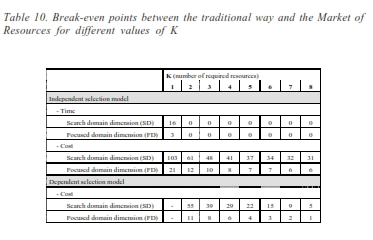 Table 10. Break-even points between the traditional way and the Market of
Resources for different values of K
K (number of required resources)
1 2 3 4 5 6 7 8
Independent selection model
- Time
Search domain dimension (SD) 16 0 0 0 0 0 0 0
Focused domain dimension (FD) 3 0 0 0 0 0 0 0
- Cost
Search domain dimension (SD) 103 61 48 41 37 34 32 31
Focused domain dimension (FD) 21 12 10 8 7 7 6 6
Dependent selection model
- Cost
Search domain dimension (SD) - 55 39 29 22 15 9 5
Focused domain dimension (FD) - 11 8 6 4 3 2 1